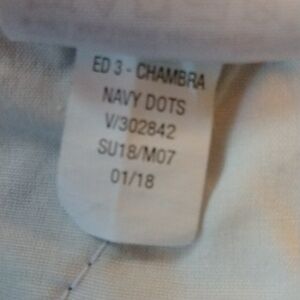 ED 3 - CHAMBRA
NAVY DOTS
V/302842
SU18/M07
01/18